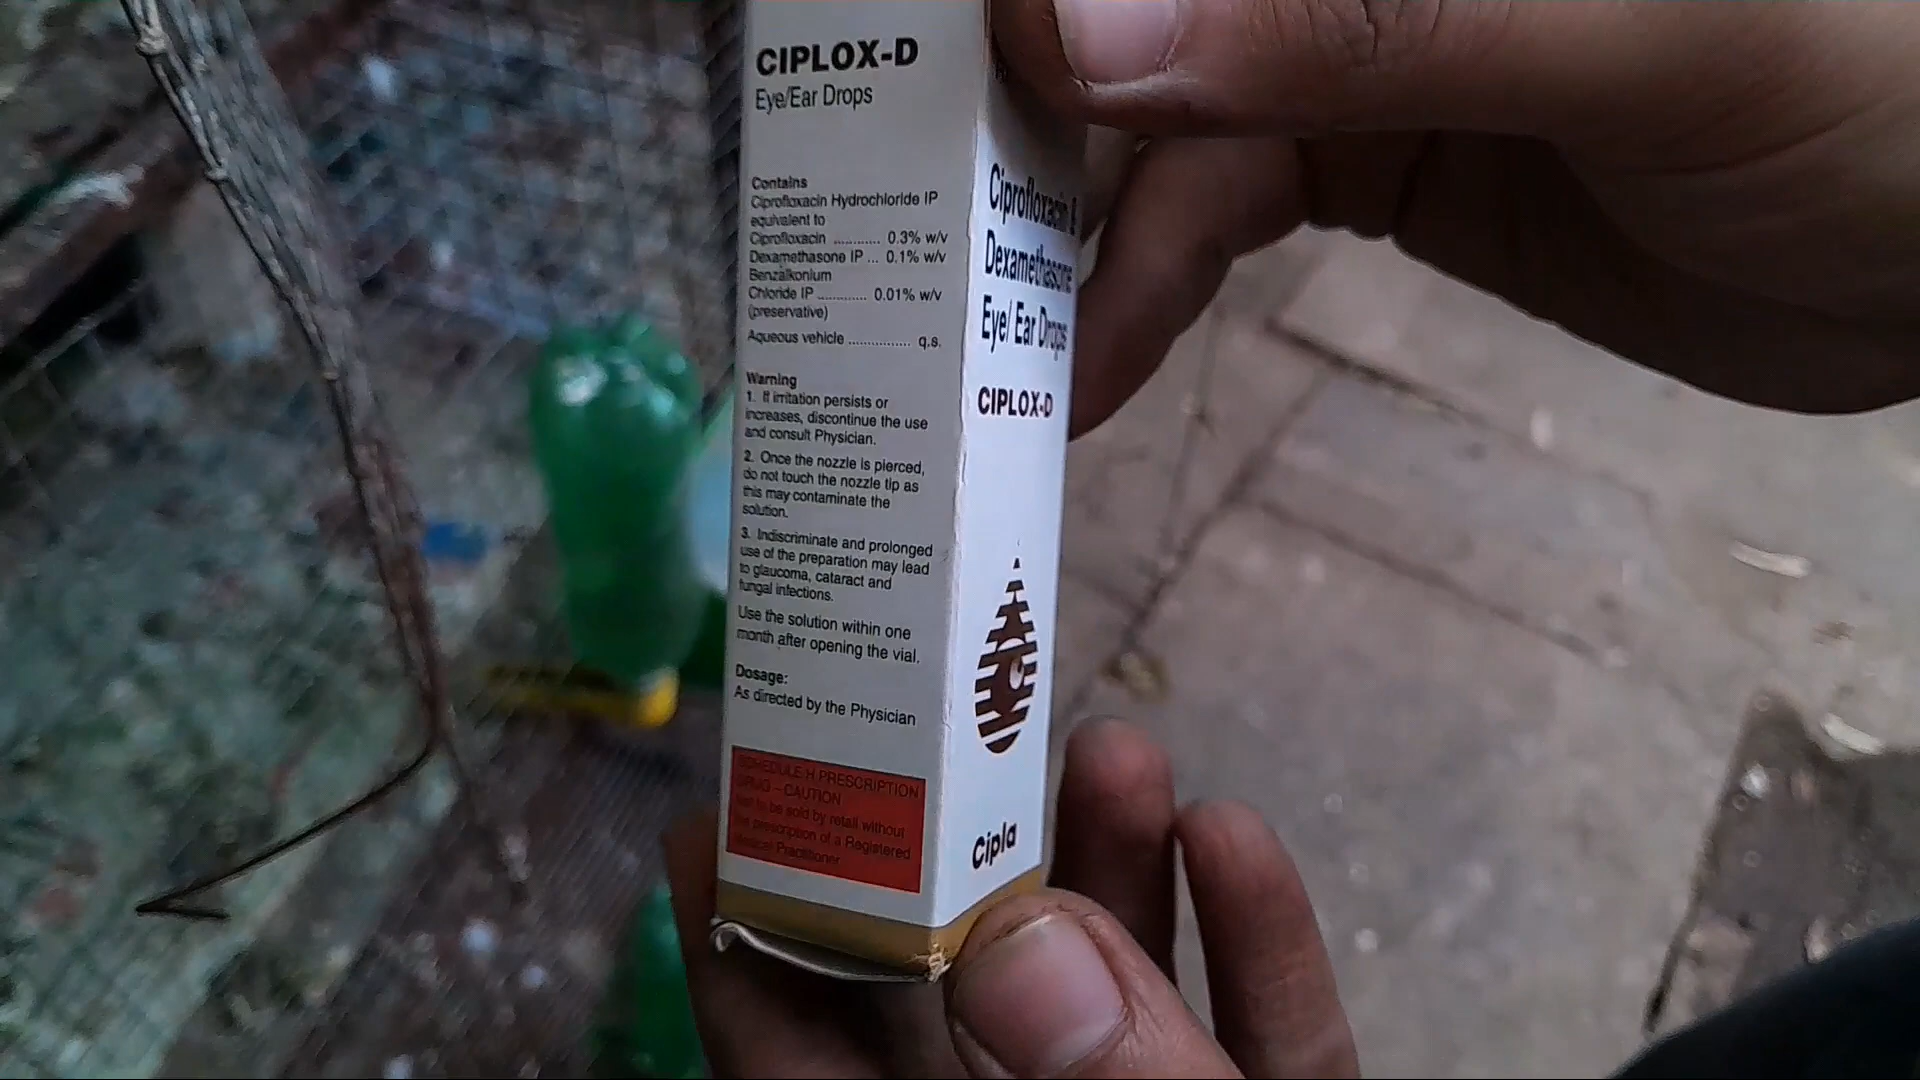 CIPLOX-D
Eye/Ear Drops
Contains
Ciprofloxacin Hydrochloride IP
equivalent to
Ciprofloxacin ............ 0.3% w/v
Dexamethasone IP ... 0.1% w/v
Benzalkonium
Chloride IP ............. 0.01% w/v
(preservative)
Aqueous vehicle ................ q.s.
Warning
1. If irritation persists or
increases, discontinue the use
and consult Physician.
2. Once the nozzle is pierced,
do not touch the nozzle tip as
this may contaminate the
solution.
3. Indiscriminate and prolonged
use of the preparation may lead
to glaucoma, cataract and
fungal infections.
Use the solution within one
month after opening the vial.
Dosage:
As directed by the Physician
SCHEDULE H PRESCRIPTION
DRUG – CAUTION
Not to be sold by retail without
the prescription of a Registered
Medical Practitioner
Ciprofloxacin &
Dexamethasone
Eye/ Ear Drops
CIPLOX-D
Cipla